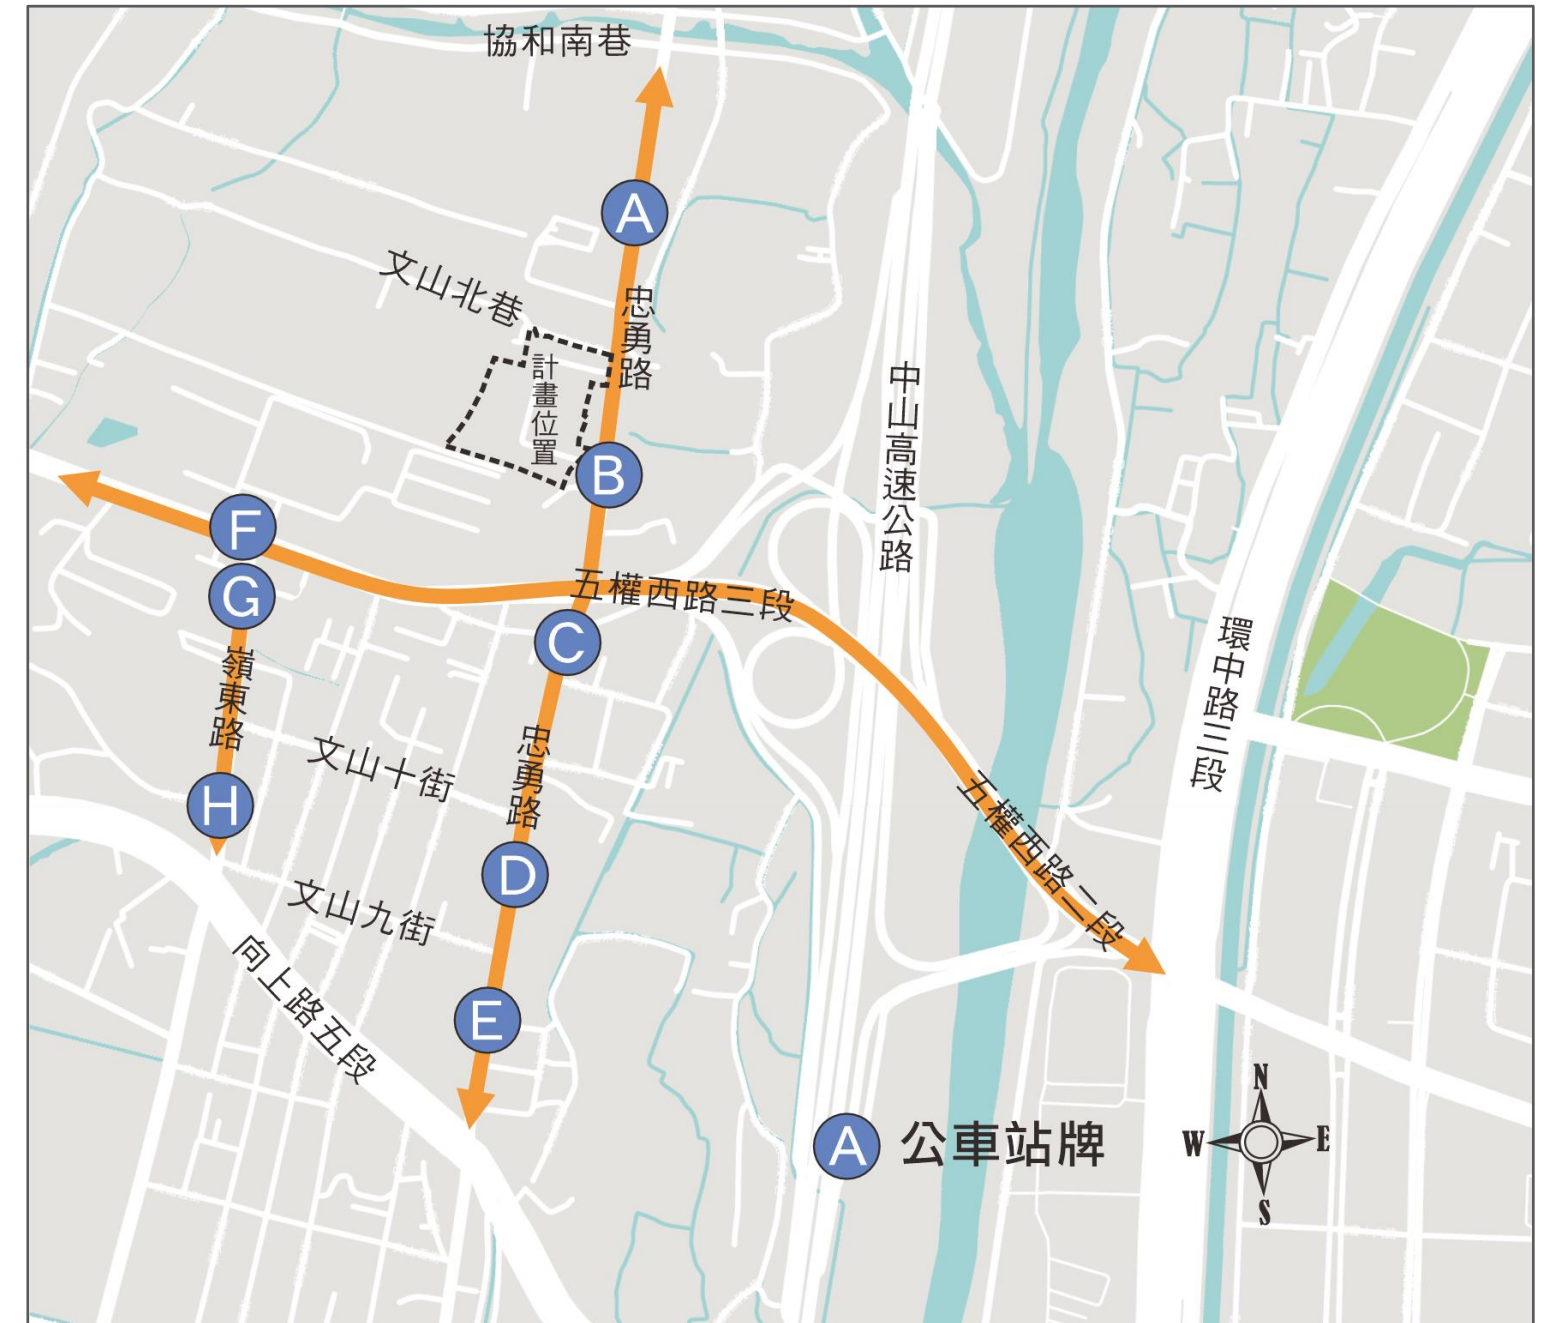 協和南巷
A
文山北巷
忠勇路
計畫位置
中山高速公路
B
F
G
五權西路三段
C
嶺東路
環中路三段
忠勇路
文山十街
H
五權西路二段
D
文山九街
向上路五段
E
N
W
E
S
A 公車站牌